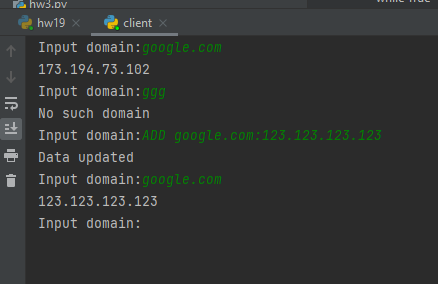 hw3.py
while True
hw19
client
Input domain:google.com
173.194.73.102
Input domain:ggg
No such domain
Input domain:ADD google.com:123.123.123.123
Data updated
Input domain:google.com
123.123.123.123
Input domain: